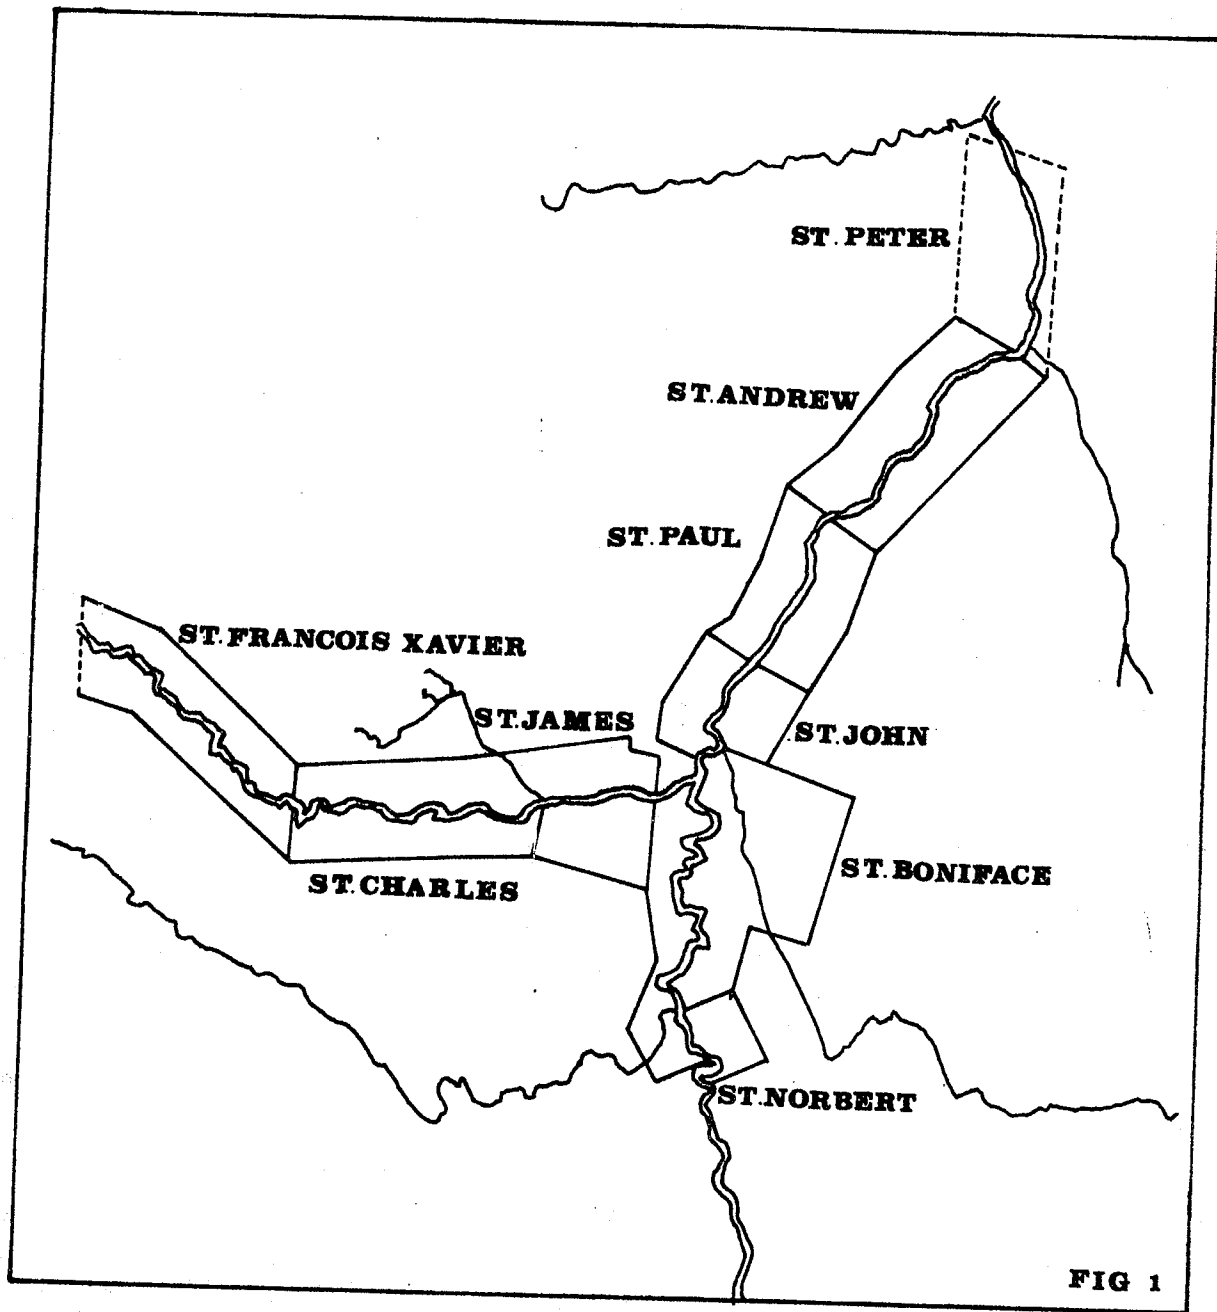 ST. PETER
ST. ANDREW
ST. PAUL
ST. FRANCOIS XAVIER
ST. JAMES
ST. JOHN
ST. BONIFACE
ST. CHARLES
ST. NORBERT
FIG 1